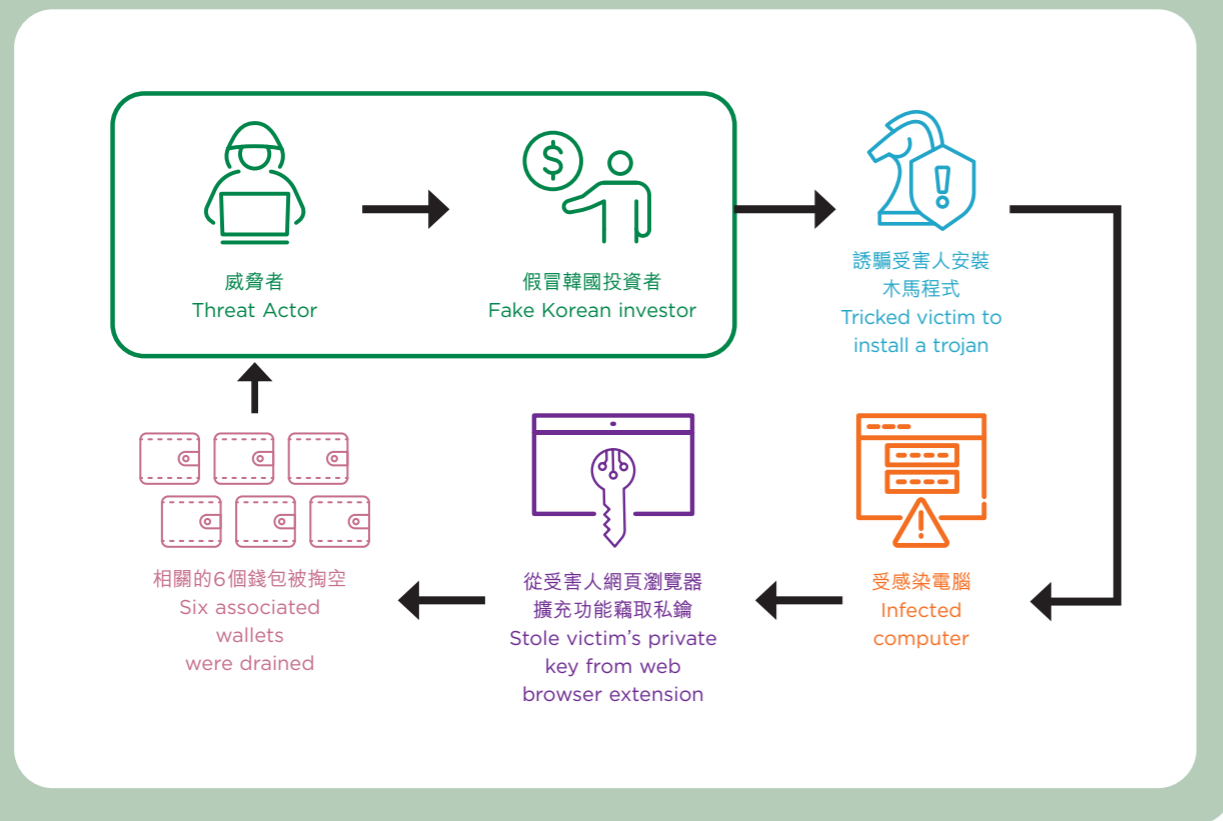 威脅者
Threat Actor
假冒韓國投資者
Fake Korean investor
誘騙受害人安裝
木馬程式
Tricked victim to
install a trojan
受感染電腦
Infected
computer
從受害人網頁瀏覽器
擴充功能竊取私鑰
Stole victim’s private
key from web
browser extension
相關的6個錢包被掏空
Six associated
wallets
were drained